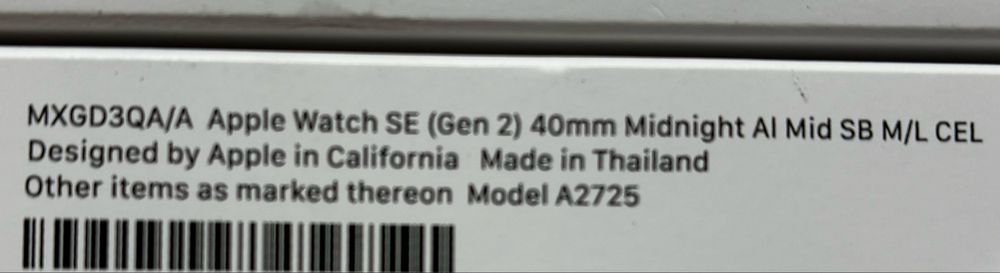 MXGD3QA/A Apple Watch SE (Gen 2) 40mm Midnight Al Mid SB M/L CEL
Designed by Apple in California Made in Thailand
Other items as marked thereon Model A2725